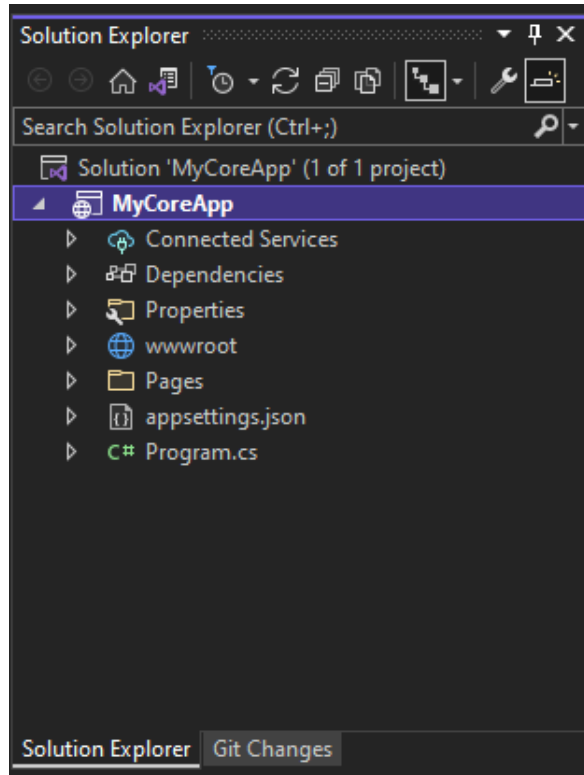 Solution Explorer
Search Solution Explorer (Ctrl+;)
Solution 'MyCoreApp' (1 of 1 project)
MyCoreApp
Connected Services
Dependencies
Properties
wwwroot
Pages
appsettings.json
C# Program.cs
Solution Explorer Git Changes